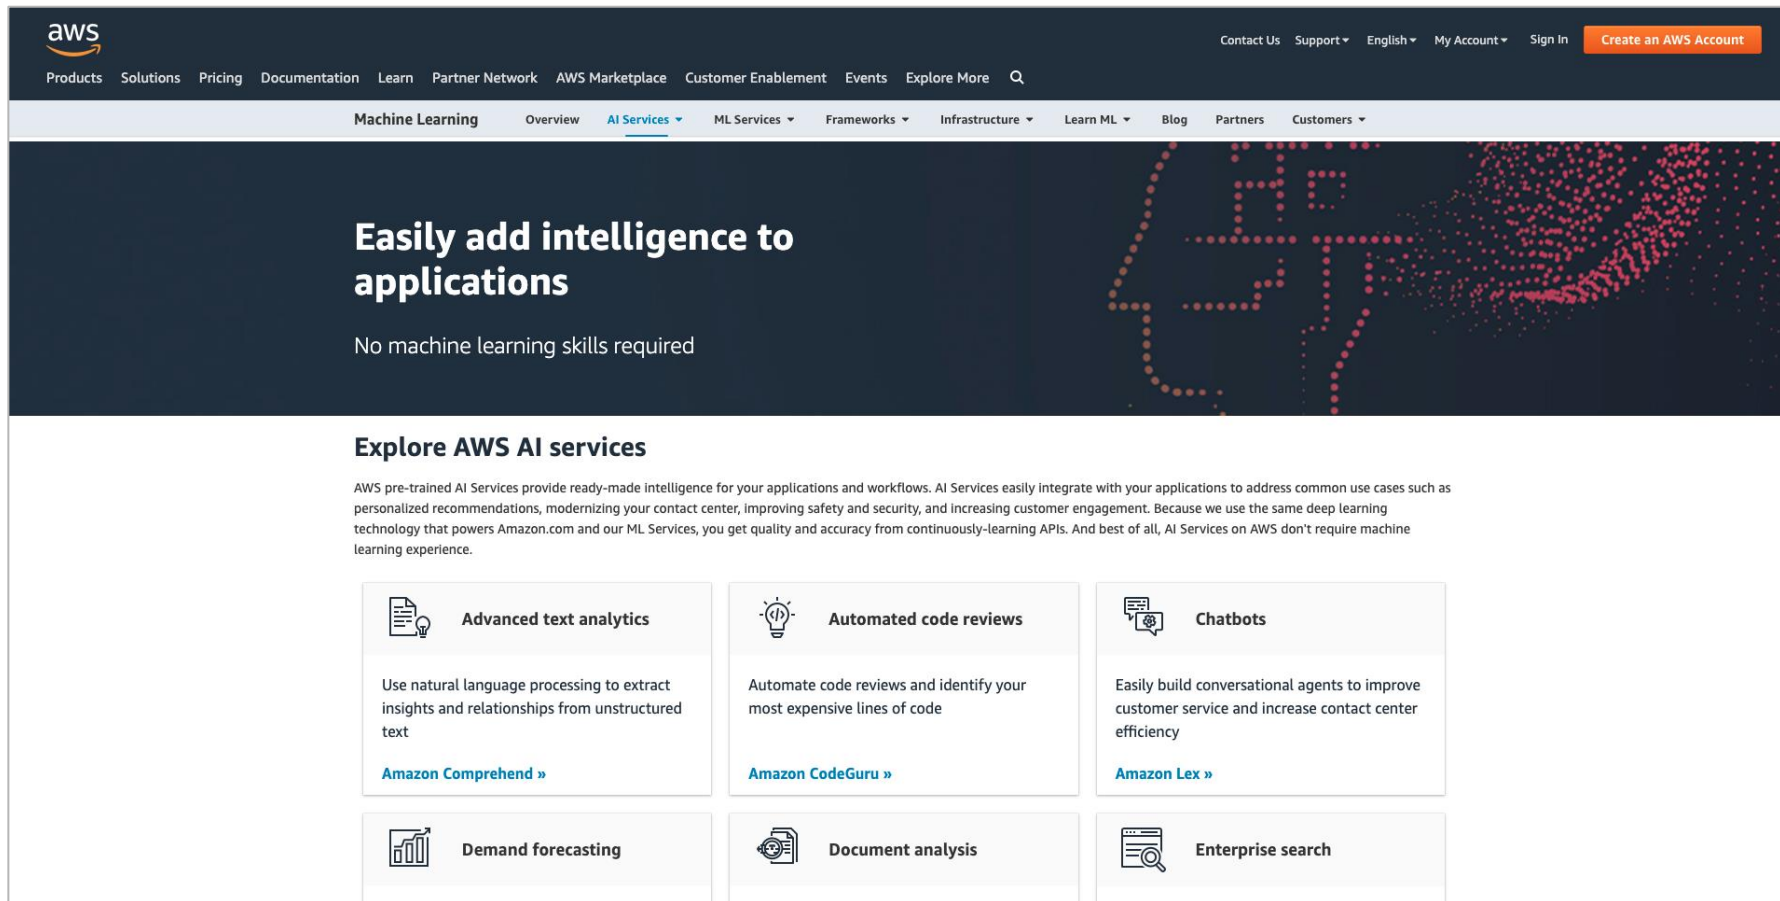 aws
Contact Us Support English My Account Sign In Create an AWS Account
Products Solutions Pricing Documentation Learn Partner Network AWS Marketplace Customer Enablement Events Explore More
Machine Learning Overview AI Services ML Services Frameworks Infrastructure Learn ML Blog Partners Customers
Easily add intelligence to
applications
No machine learning skills required
Explore AWS AI services
AWS pre-trained AI Services provide ready-made intelligence for your applications and workflows. AI Services easily integrate with your applications to address common use cases such as
personalized recommendations, modernizing your contact center, improving safety and security, and increasing customer engagement. Because we use the same deep learning
technology that powers Amazon.com and our ML Services, you get quality and accuracy from continuously-learning APIs. And best of all, AI Services on AWS don't require machine
learning experience.
Advanced text analytics
Use natural language processing to extract
insights and relationships from unstructured
text
Amazon Comprehend »
Automated code reviews
Automate code reviews and identify your
most expensive lines of code
Amazon CodeGuru »
Chatbots
Easily build conversational agents to improve
customer service and increase contact center
efficiency
Amazon Lex »
Demand forecasting
Document analysis
Enterprise search